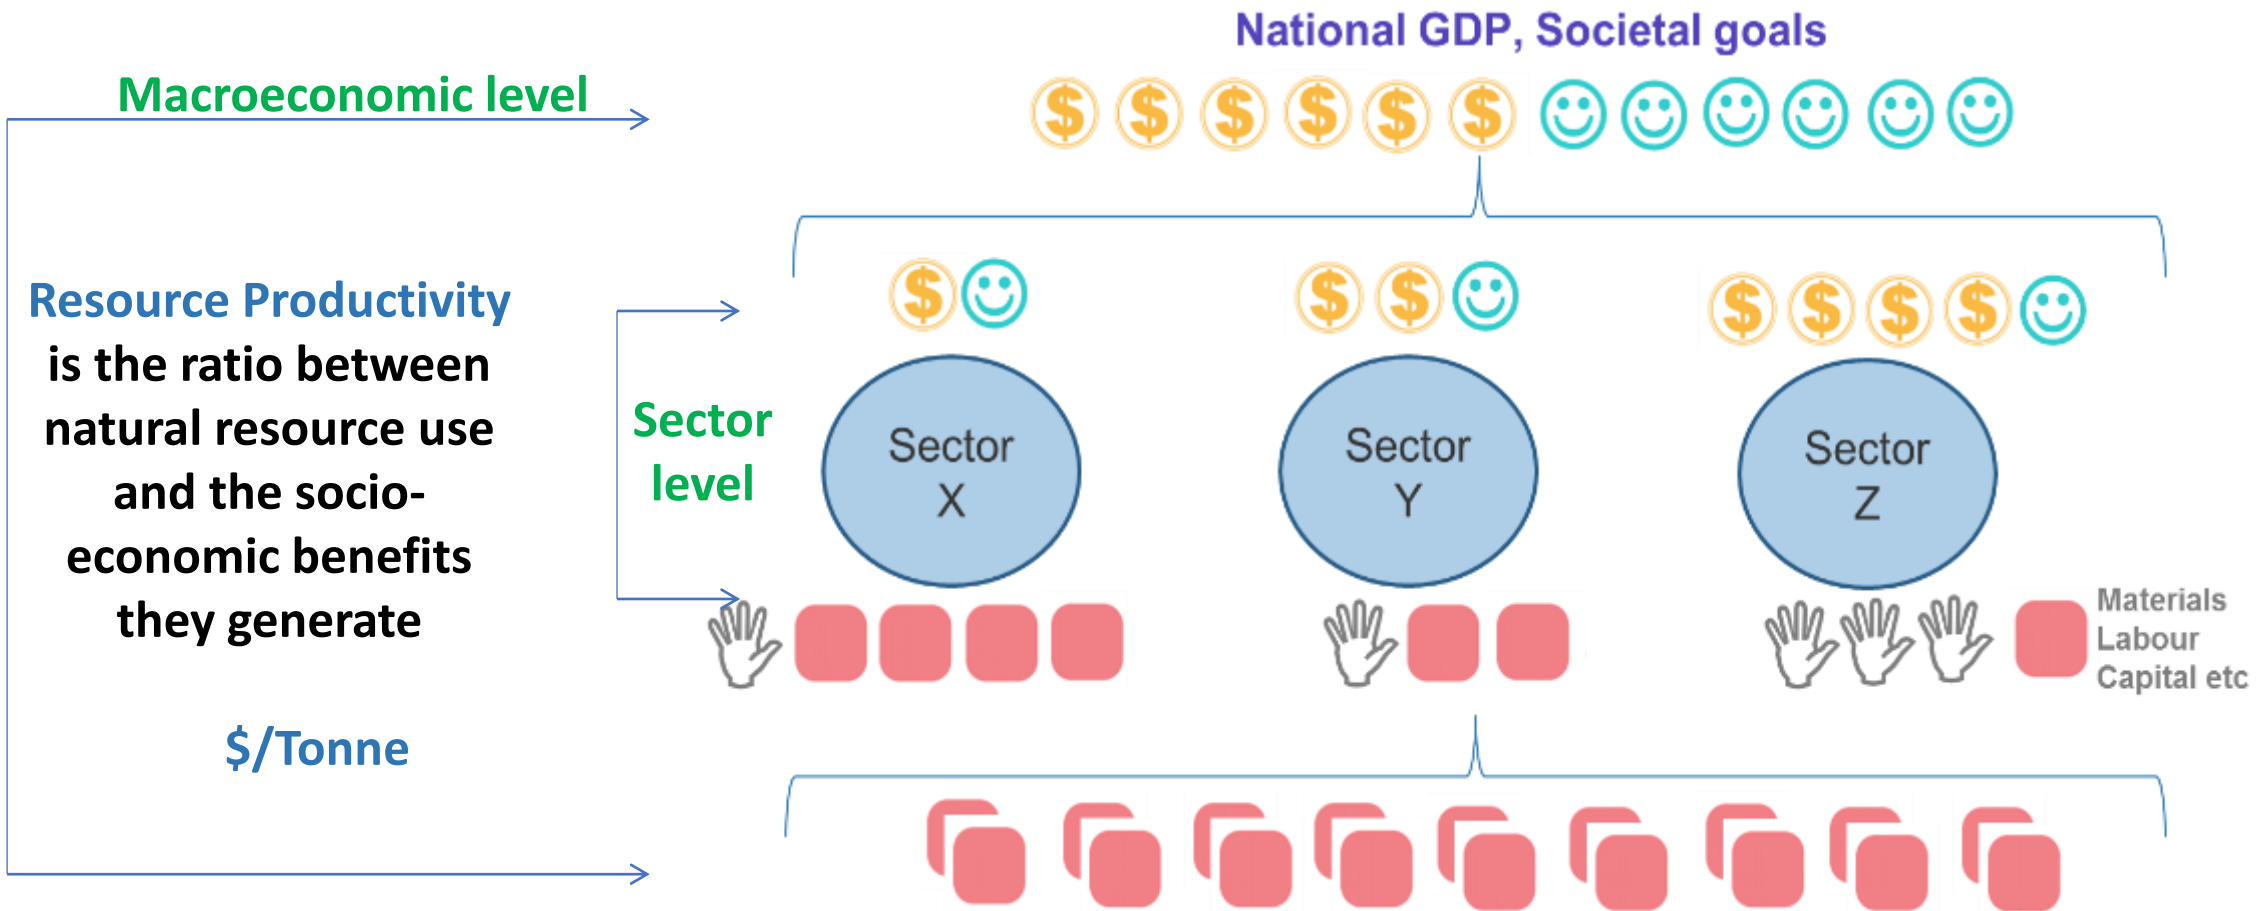 National GDP, Societal goals
Macroeconomic level
Resource Productivity
is the ratio between
natural resource use
and the socio-
economic benefits
they generate
$/Tonne
Sector
level
Sector
X
Sector
Y
Sector
Z
Materials
Labour
Capital etc